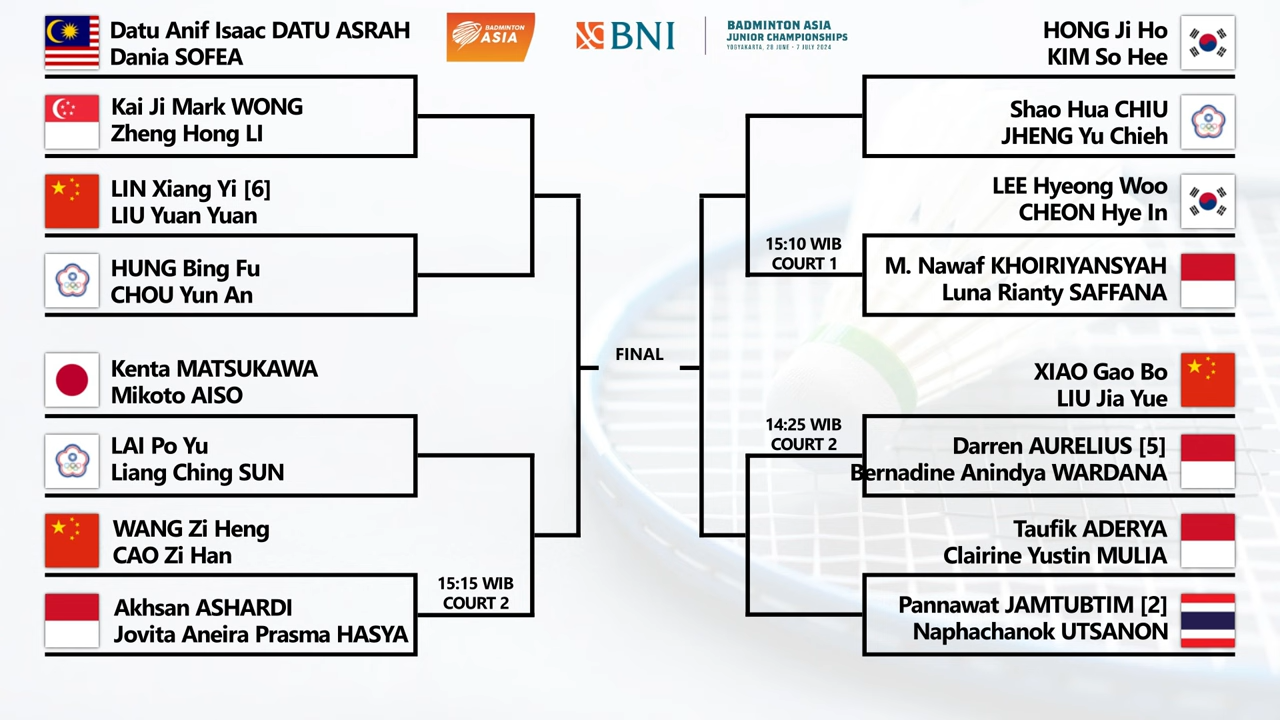 BADMINTON
ASIA
BNI
BADMINTON ASIA
JUNIOR CHAMPIONSHIPS
YOGYAKARTA, 28 JUNE - 7 JULY 2024
Datu Anif Isaac DATU ASRAH
Dania SOFEA
Kai Ji Mark WONG
Zheng Hong LI
LIN Xiang Yi [6]
LIU Yuan Yuan
HUNG Bing Fu
CHOU Yun An
Kenta MATSUKAWA
Mikoto AISO
LAI Po Yu
Liang Ching SUN
WANG Zi Heng
CAO Zi Han
Akhsan ASHARDI
Jovita Aneira Prasma HASYA
15:15 WIB
COURT 2
FINAL
HONG Ji Ho
KIM So Hee
Shao Hua CHIU
JHENG Yu Chieh
LEE Hyeong Woo
CHEON Hye In
15:10 WIB
COURT 1
M. Nawaf KHOIRIYANSYAH
Luna Rianty SAFFANA
XIAO Gao Bo
LIU Jia Yue
14:25 WIB
COURT 2
Darren AURELIUS [5]
Bernadine Anindya WARDANA
Taufik ADERYA
Clairine Yustin MULIA
Pannawat JAMTUBTIM [2]
Naphachanok UTSANON